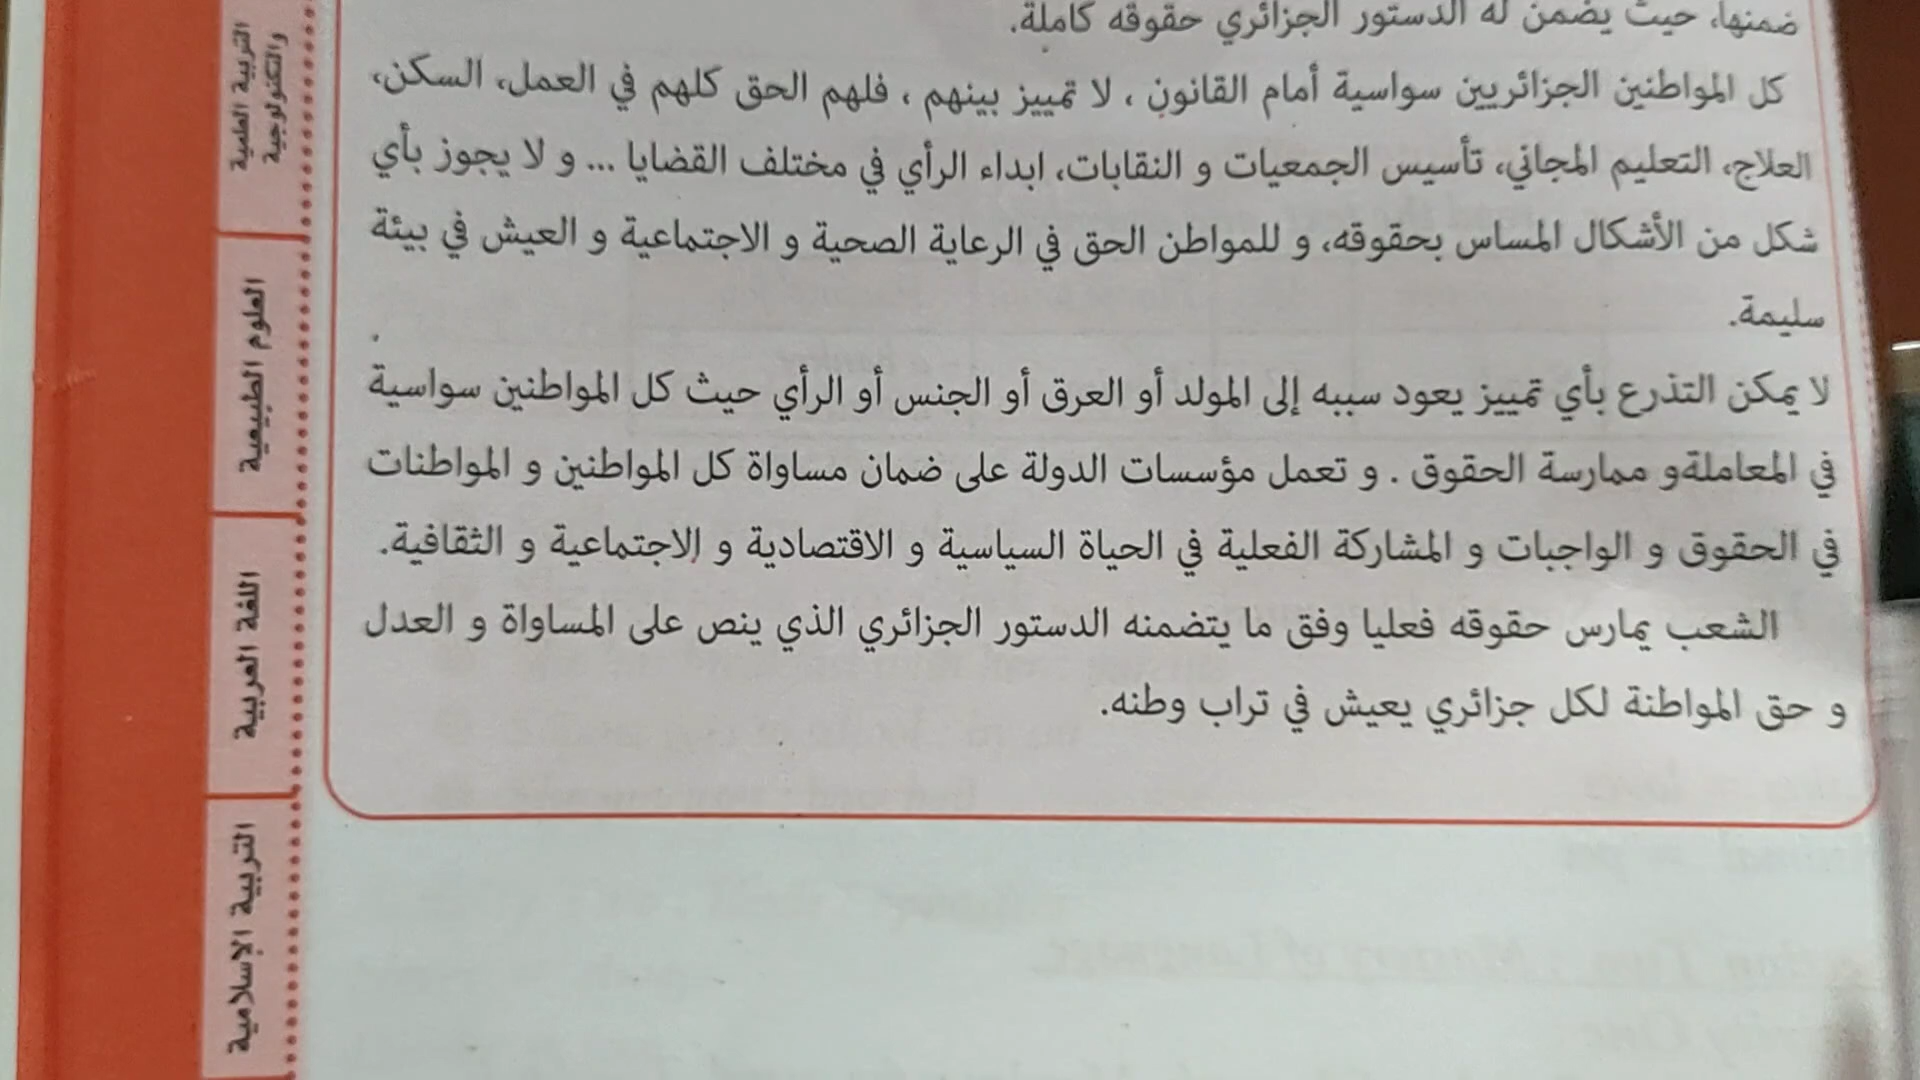 ضمنها، حيث يضمن له الدستور الجزائري حقوقه كاملة.
كل المواطنين الجزائريين سواسية أمام القانون ، لا تمييز بينهم ، فلهم الحق كلهم في العمل، السكن،
العلاج، التعليم المجاني، تأسيس الجمعيات و النقابات، ابداء الرأي في مختلف القضايا ... و لا يجوز بأي
شكل من الأشكال المساس بحقوقه، و للمواطن الحق في الرعاية الصحية و الاجتماعية و العيش في بيئة
سليمة.
لا يمكن التذرع بأي تمييز يعود سببه إلى المولد أو العرق أو الجنس أو الرأي حيث كل المواطنين سواسية
في المعاملة و ممارسة الحقوق . و تعمل مؤسسات الدولة على ضمان مساواة كل المواطنين و المواطنات
في الحقوق و الواجبات و المشاركة الفعلية في الحياة السياسية و الاقتصادية و الاجتماعية و الثقافية.
الشعب يمارس حقوقه فعليا وفق ما يتضمنه الدستور الجزائري الذي ينص على المساواة و العدل
و حق المواطنة لكل جزائري يعيش في تراب وطنه.
التربية العلمية
والتكنولوجية
العلوم الطبيعية
اللغة العربية
التربية الإسلامية